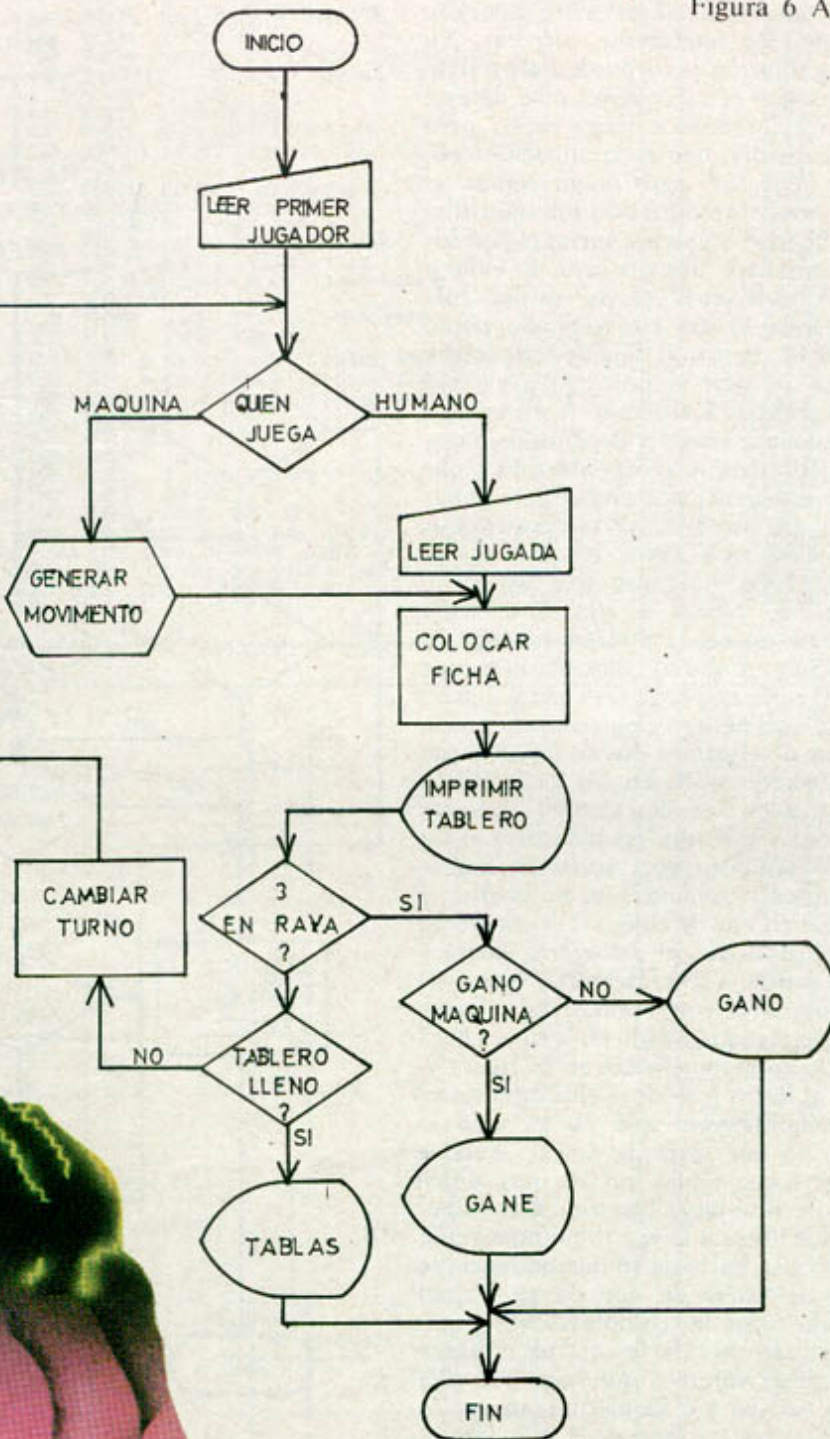 Figura 6 A
INICIO
LEER PRIMER
JUGADOR
QUIEN
JUEGA
MAQUINA
HUMANO
LEER JUGADA
GENERAR
MOVIMENTO
COLOCAR
FICHA
IMPRIMIR
TABLERO
3
EN RAYA
?
SI
CAMBIAR
TURNO
GANO
MAQUINA
?
NO
GANO
TABLERO
LLENO
?
NO
SI
SI
GANE
TABLAS
FIN